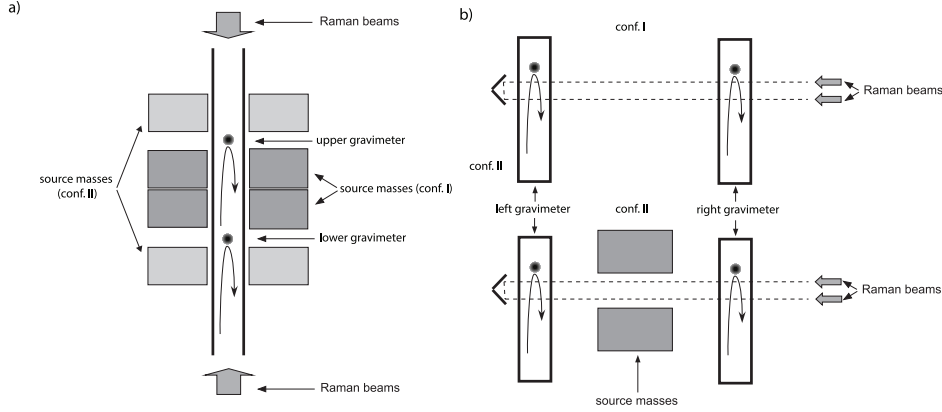 a)
Raman beams
upper gravimeter
source masses
(conf. II)
source masses (conf. I)
lower gravimeter
Raman beams
b)
conf. I
Raman beams
conf. II
left gravimeter
conf. II
right gravimeter
Raman beams
source masses